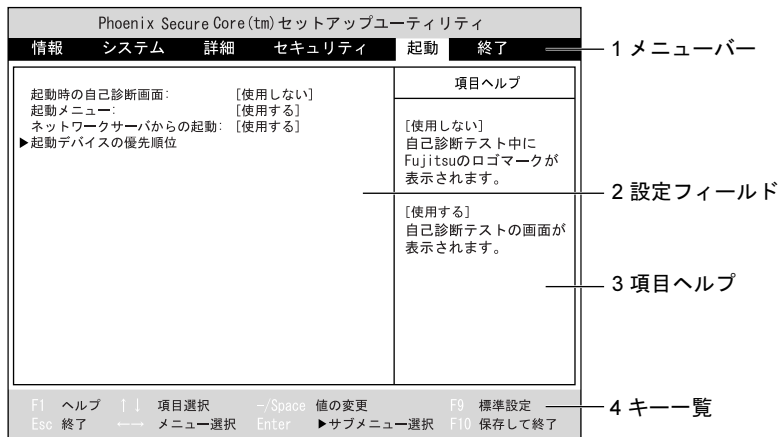 Phoenix Secure Core(tm)セットアップユーティリティ
情報 システム 詳細 セキュリティ 起動 終了
1 メニューバー
項目ヘルプ
起動時の自己診断画面: [使用しない]
起動メニュー: [使用する]
ネットワークサーバからの起動: [使用する]
▶起動デバイスの優先順位
[使用しない]
自己診断テスト中に
Fujitsuのロゴマークが
表示されます。
[使用する]
自己診断テストの画面が
表示されます。
2 設定フィールド
3 項目ヘルプ
F1 ヘルプ ↑↓ 項目選択 -/Space 値の変更 F9 標準設定
Esc 終了 ←→ メニュー選択 Enter ▶サブメニュー選択 F10 保存して終了
4 キー一覧